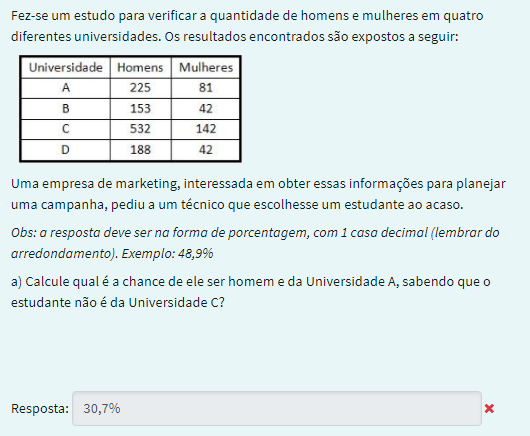 Fez-se um estudo para verificar a quantidade de homens e mulheres em quatro
diferentes universidades. Os resultados encontrados são expostos a seguir:
Universidade Homens Mulheres
A 225 81
B 153 42
C 532 142
D 188 42
Uma empresa de marketing, interessada em obter essas informações para planejar
uma campanha, pediu a um técnico que escolhesse um estudante ao acaso.
Obs: a resposta deve ser na forma de porcentagem, com 1 casa decimal (lembrar do
arredondamento). Exemplo: 48,9%
a) Calcule qual é a chance de ele ser homem e da Universidade A, sabendo que o
estudante não é da Universidade C?
Resposta: 30,7%